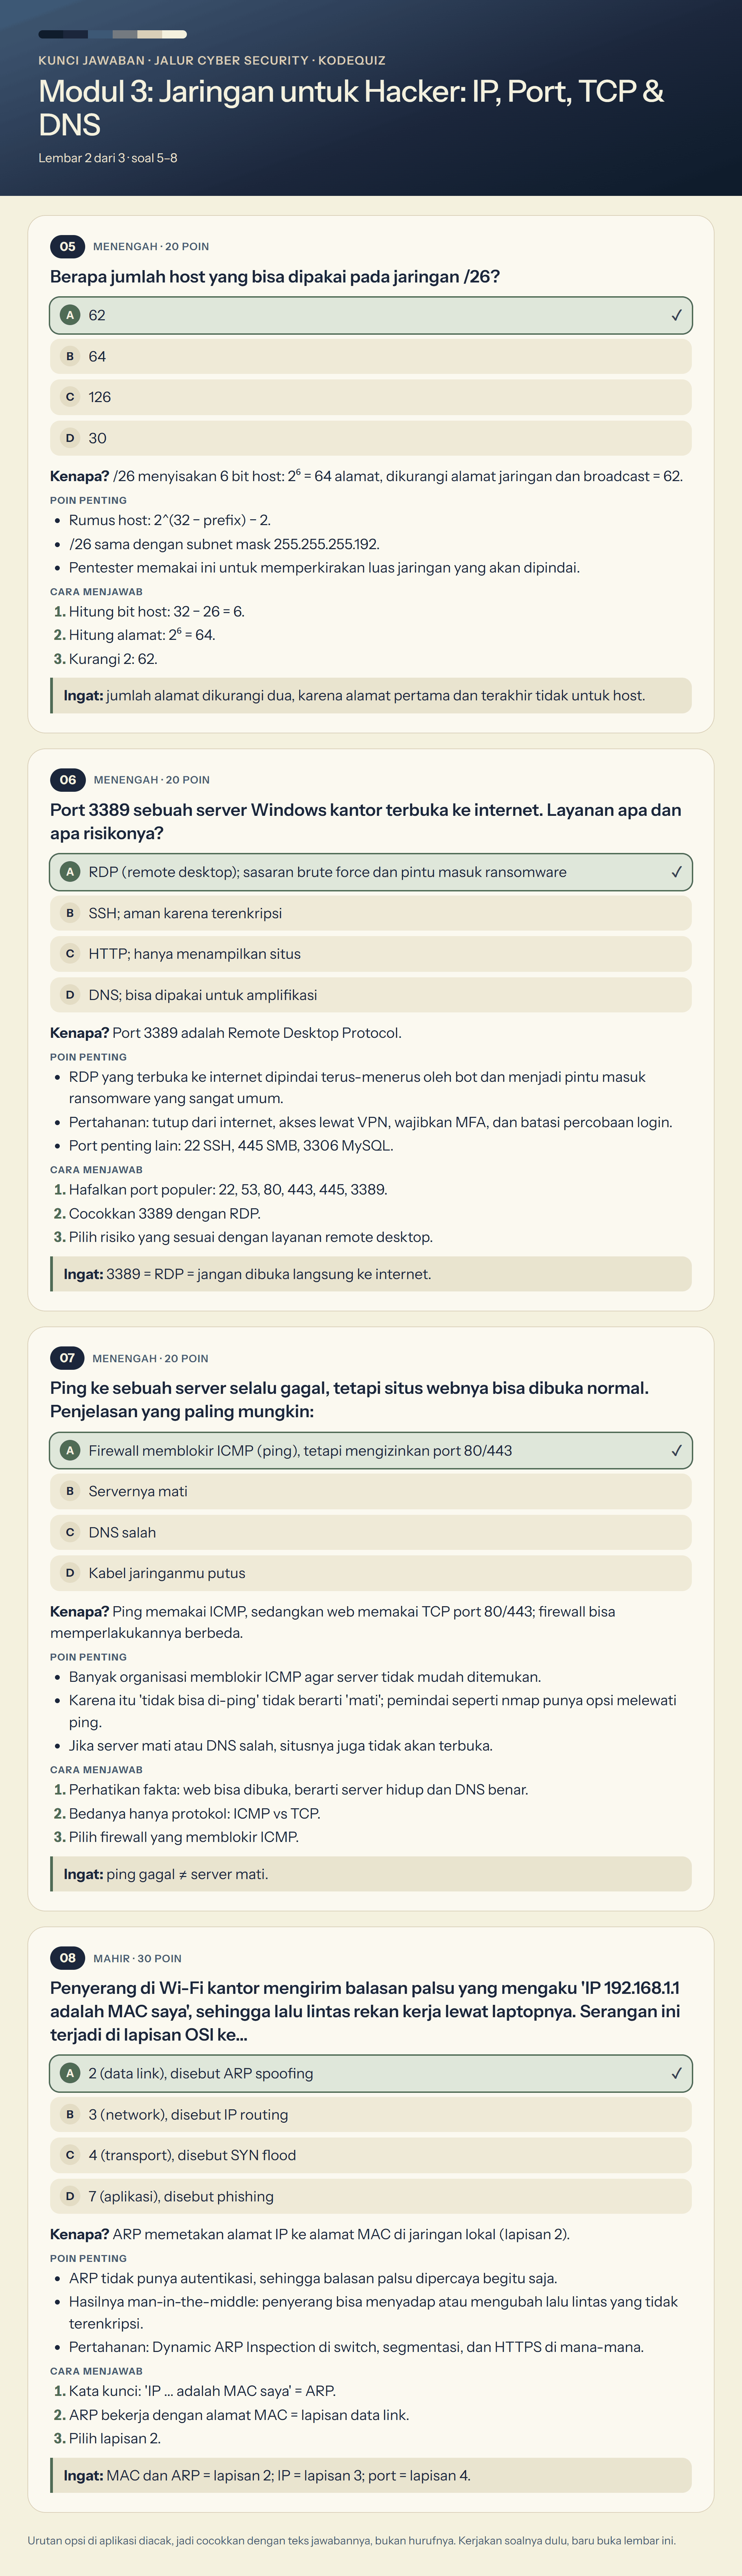 KUNCI JAWABAN · JALUR CYBER SECURITY · KODEQUIZ
Modul 3: Jaringan untuk Hacker: IP, Port, TCP &
DNS
Lembar 2 dari 3 · soal 5–8
05 MENENGAH · 20 POIN
Berapa jumlah host yang bisa dipakai pada jaringan /26?
A 62 ✓
B 64
C 126
D 30
Kenapa? /26 menyisakan 6 bit host: 2⁶ = 64 alamat, dikurangi alamat jaringan dan broadcast = 62.
POIN PENTING
• Rumus host: 2^(32 − prefix) − 2.
• /26 sama dengan subnet mask 255.255.255.192.
• Pentester memakai ini untuk memperkirakan luas jaringan yang akan dipindai.
CARA MENJAWAB
1. Hitung bit host: 32 − 26 = 6.
2. Hitung alamat: 2⁶ = 64.
3. Kurangi 2: 62.
Ingat: jumlah alamat dikurangi dua, karena alamat pertama dan terakhir tidak untuk host.
06 MENENGAH · 20 POIN
Port 3389 sebuah server Windows kantor terbuka ke internet. Layanan apa dan
apa risikonya?
A RDP (remote desktop); sasaran brute force dan pintu masuk ransomware ✓
B SSH; aman karena terenkripsi
C HTTP; hanya menampilkan situs
D DNS; bisa dipakai untuk amplifikasi
Kenapa? Port 3389 adalah Remote Desktop Protocol.
POIN PENTING
• RDP yang terbuka ke internet dipindai terus-menerus oleh bot dan menjadi pintu masuk
ransomware yang sangat umum.
• Pertahanan: tutup dari internet, akses lewat VPN, wajibkan MFA, dan batasi percobaan login.
• Port penting lain: 22 SSH, 445 SMB, 3306 MySQL.
CARA MENJAWAB
1. Hafalkan port populer: 22, 53, 80, 443, 445, 3389.
2. Cocokkan 3389 dengan RDP.
3. Pilih risiko yang sesuai dengan layanan remote desktop.
Ingat: 3389 = RDP = jangan dibuka langsung ke internet.
07 MENENGAH · 20 POIN
Ping ke sebuah server selalu gagal, tetapi situs webnya bisa dibuka normal.
Penjelasan yang paling mungkin:
A Firewall memblokir ICMP (ping), tetapi mengizinkan port 80/443 ✓
B Servernya mati
C DNS salah
D Kabel jaringanmu putus
Kenapa? Ping memakai ICMP, sedangkan web memakai TCP port 80/443; firewall bisa
memperlakukannya berbeda.
POIN PENTING
• Banyak organisasi memblokir ICMP agar server tidak mudah ditemukan.
• Karena itu 'tidak bisa di-ping' tidak berarti 'mati'; pemindai seperti nmap punya opsi melewati
ping.
• Jika server mati atau DNS salah, situsnya juga tidak akan terbuka.
CARA MENJAWAB
1. Perhatikan fakta: web bisa dibuka, berarti server hidup dan DNS benar.
2. Bedanya hanya protokol: ICMP vs TCP.
3. Pilih firewall yang memblokir ICMP.
Ingat: ping gagal ≠ server mati.
08 MAHIR · 30 POIN
Penyerang di Wi-Fi kantor mengirim balasan palsu yang mengaku 'IP 192.168.1.1
adalah MAC saya', sehingga lalu lintas rekan kerja lewat laptopnya. Serangan ini
terjadi di lapisan OSI ke...
A 2 (data link), disebut ARP spoofing ✓
B 3 (network), disebut IP routing
C 4 (transport), disebut SYN flood
D 7 (aplikasi), disebut phishing
Kenapa? ARP memetakan alamat IP ke alamat MAC di jaringan lokal (lapisan 2).
POIN PENTING
• ARP tidak punya autentikasi, sehingga balasan palsu dipercaya begitu saja.
• Hasilnya man-in-the-middle: penyerang bisa menyadap atau mengubah lalu lintas yang tidak
terenkripsi.
• Pertahanan: Dynamic ARP Inspection di switch, segmentasi, dan HTTPS di mana-mana.
CARA MENJAWAB
1. Kata kunci: 'IP ... adalah MAC saya' = ARP.
2. ARP bekerja dengan alamat MAC = lapisan data link.
3. Pilih lapisan 2.
Ingat: MAC dan ARP = lapisan 2; IP = lapisan 3; port = lapisan 4.
Urutan opsi di aplikasi diacak, jadi cocokkan dengan teks jawabannya, bukan hurufnya. Kerjakan soalnya dulu, baru buka lembar ini.